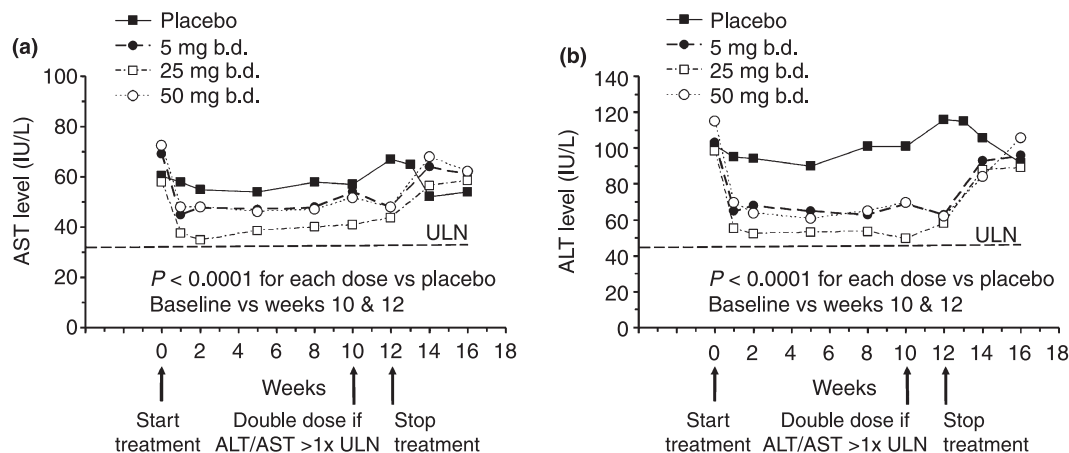 (a)
Placebo
5 mg b.d.
25 mg b.d.
50 mg b.d.
AST level (IU/L)
100
80
60
40
20
0
ULN
P < 0.0001 for each dose vs placebo
Baseline vs weeks 10 & 12
0 2 4 6 8 10 12 14 16 18
Weeks
Start
treatment
Double dose if
ALT/AST >1x ULN
Stop
treatment
(b)
Placebo
5 mg b.d.
25 mg b.d.
50 mg b.d.
ALT level (IU/L)
140
120
100
80
60
40
20
0
ULN
P < 0.0001 for each dose vs placebo
Baseline vs weeks 10 & 12
0 2 4 6 8 10 12 14 16 18
Weeks
Start
treatment
Double dose if
ALT/AST >1x ULN
Stop
treatment